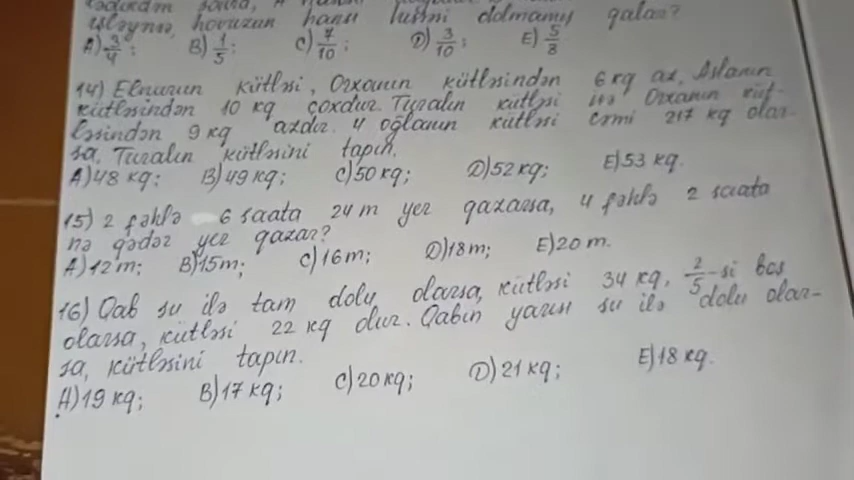 işləyirsə, hovuzun hansı hissəsi dolmamış qalar?
A) 3/4; B) 1/5; C) 7/10; D) 3/10; E) 5/8
14) Elnurun kütləsi, Orxanın kütləsindən 6 kq az, Aslanın
kütləsindən 10 kq çoxdur. Turalın kütləsi isə Orxanın küt-
ləsindən 9 kq azdır. 4 oğlanın kütləsi cəmi 217 kq olar-
sa, Turalın kütləsini tapın.
A) 48 kq; B) 49 kq; C) 50 kq; D) 52 kq; E) 53 kq.
15) 2 fəhlə 6 saata 24 m yer qazarsa, 4 fəhlə 2 saata
nə qədər yer qazar?
A) 12 m; B) 15 m; C) 16 m; D) 18 m; E) 20 m.
16) Qab su ilə tam dolu olarsa, kütləsi 34 kq, 2/5-si boş
olarsa, kütləsi 22 kq olur. Qabın yarısı su ilə dolu olar-
sa, kütləsini tapın.
A) 19 kq; B) 17 kq; C) 20 kq; D) 21 kq; E) 18 kq.